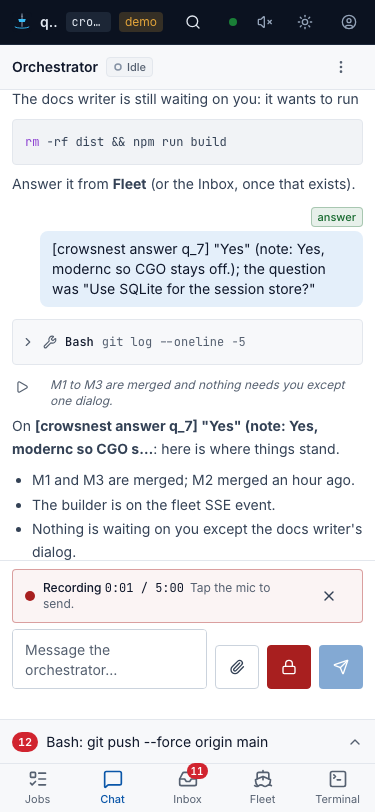 q.. cro... demo
Orchestrator Idle
The docs writer is still waiting on you: it wants to run
rm -rf dist && npm run build
Answer it from Fleet (or the Inbox, once that exists).
answer
[crowsnest answer q_7] "Yes" (note: Yes,
modernc so CGO stays off.); the question
was "Use SQLite for the session store?"
Bash git log --oneline -5
M1 to M3 are merged and nothing needs you except
one dialog.
On [crowsnest answer q_7] "Yes" (note: Yes,
modernc so CGO s...: here is where things stand.
• M1 and M3 are merged; M2 merged an hour ago.
• The builder is on the fleet SSE event.
• Nothing is waiting on you except the docs writer's
dialog.
Recording 0:01 / 5:00 Tap the mic to
send.
Message the
orchestrator...
12 Bash: git push --force origin main
11
Jobs Chat Inbox Fleet Terminal